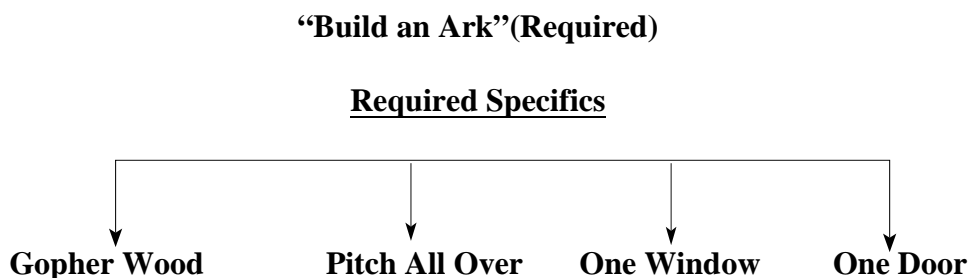 “Build an Ark”(Required)
Required Specifics
Gopher Wood Pitch All Over One Window One Door